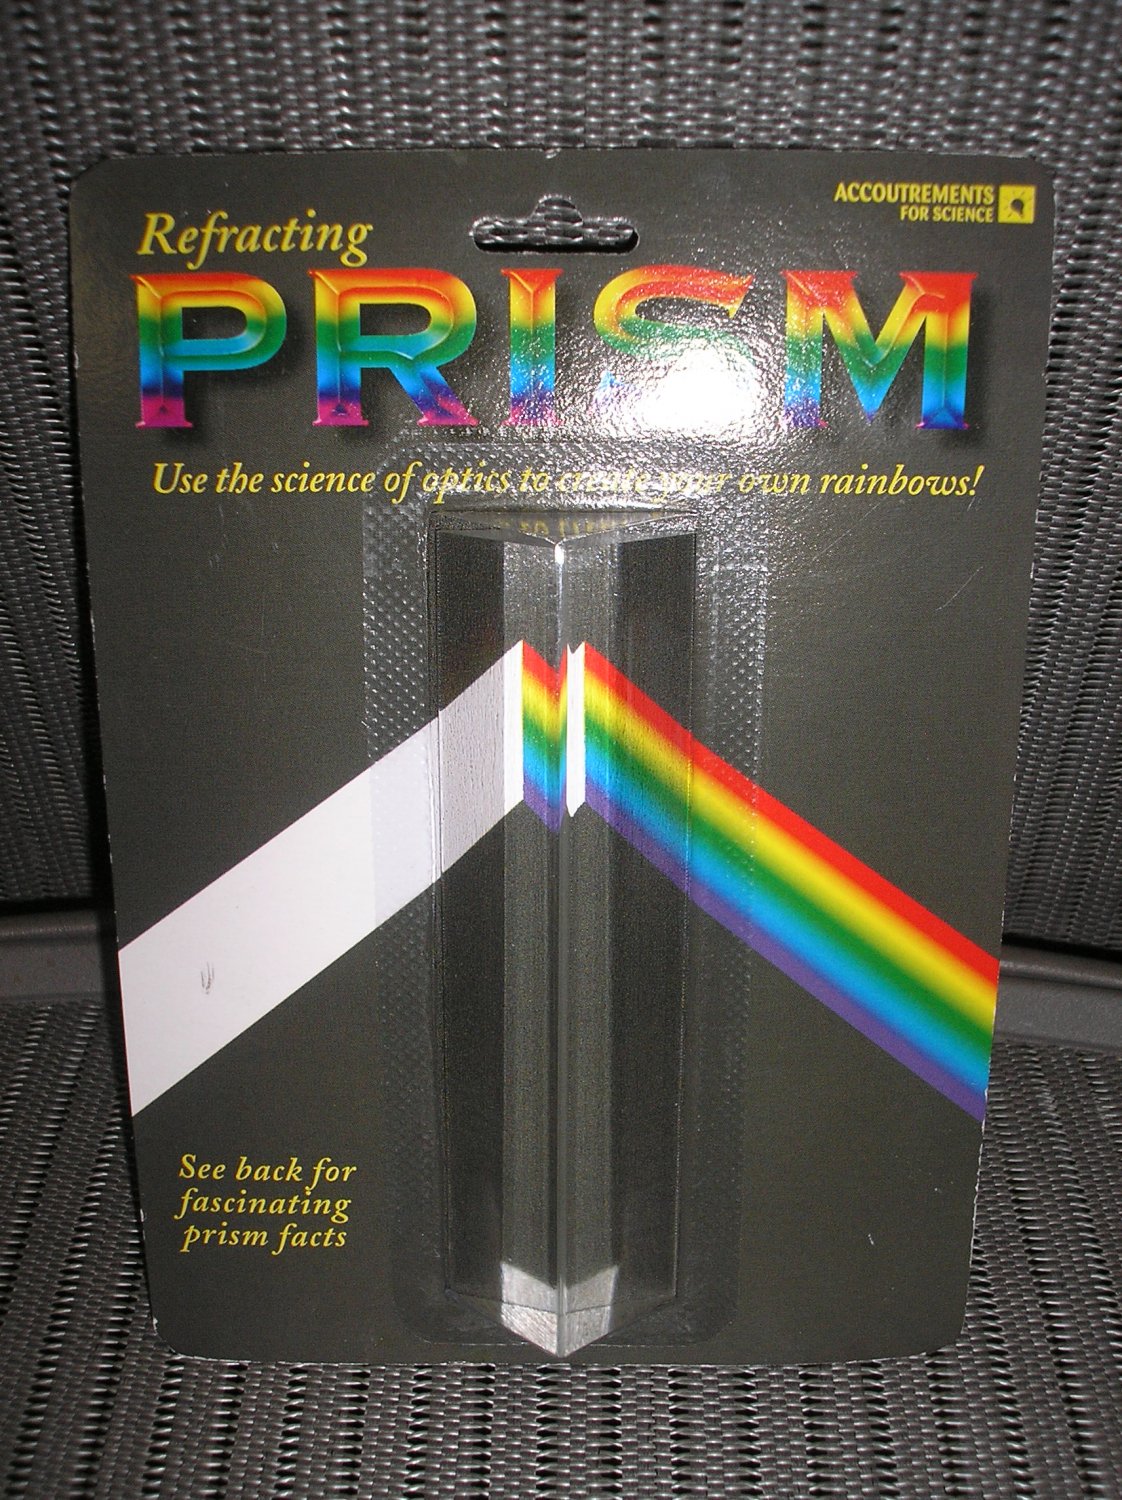 ACCOUTREMENTS
FOR SCIENCE
Refracting
PRISM
Use the science of optics to create your own rainbows!
See back for
fascinating
prism facts